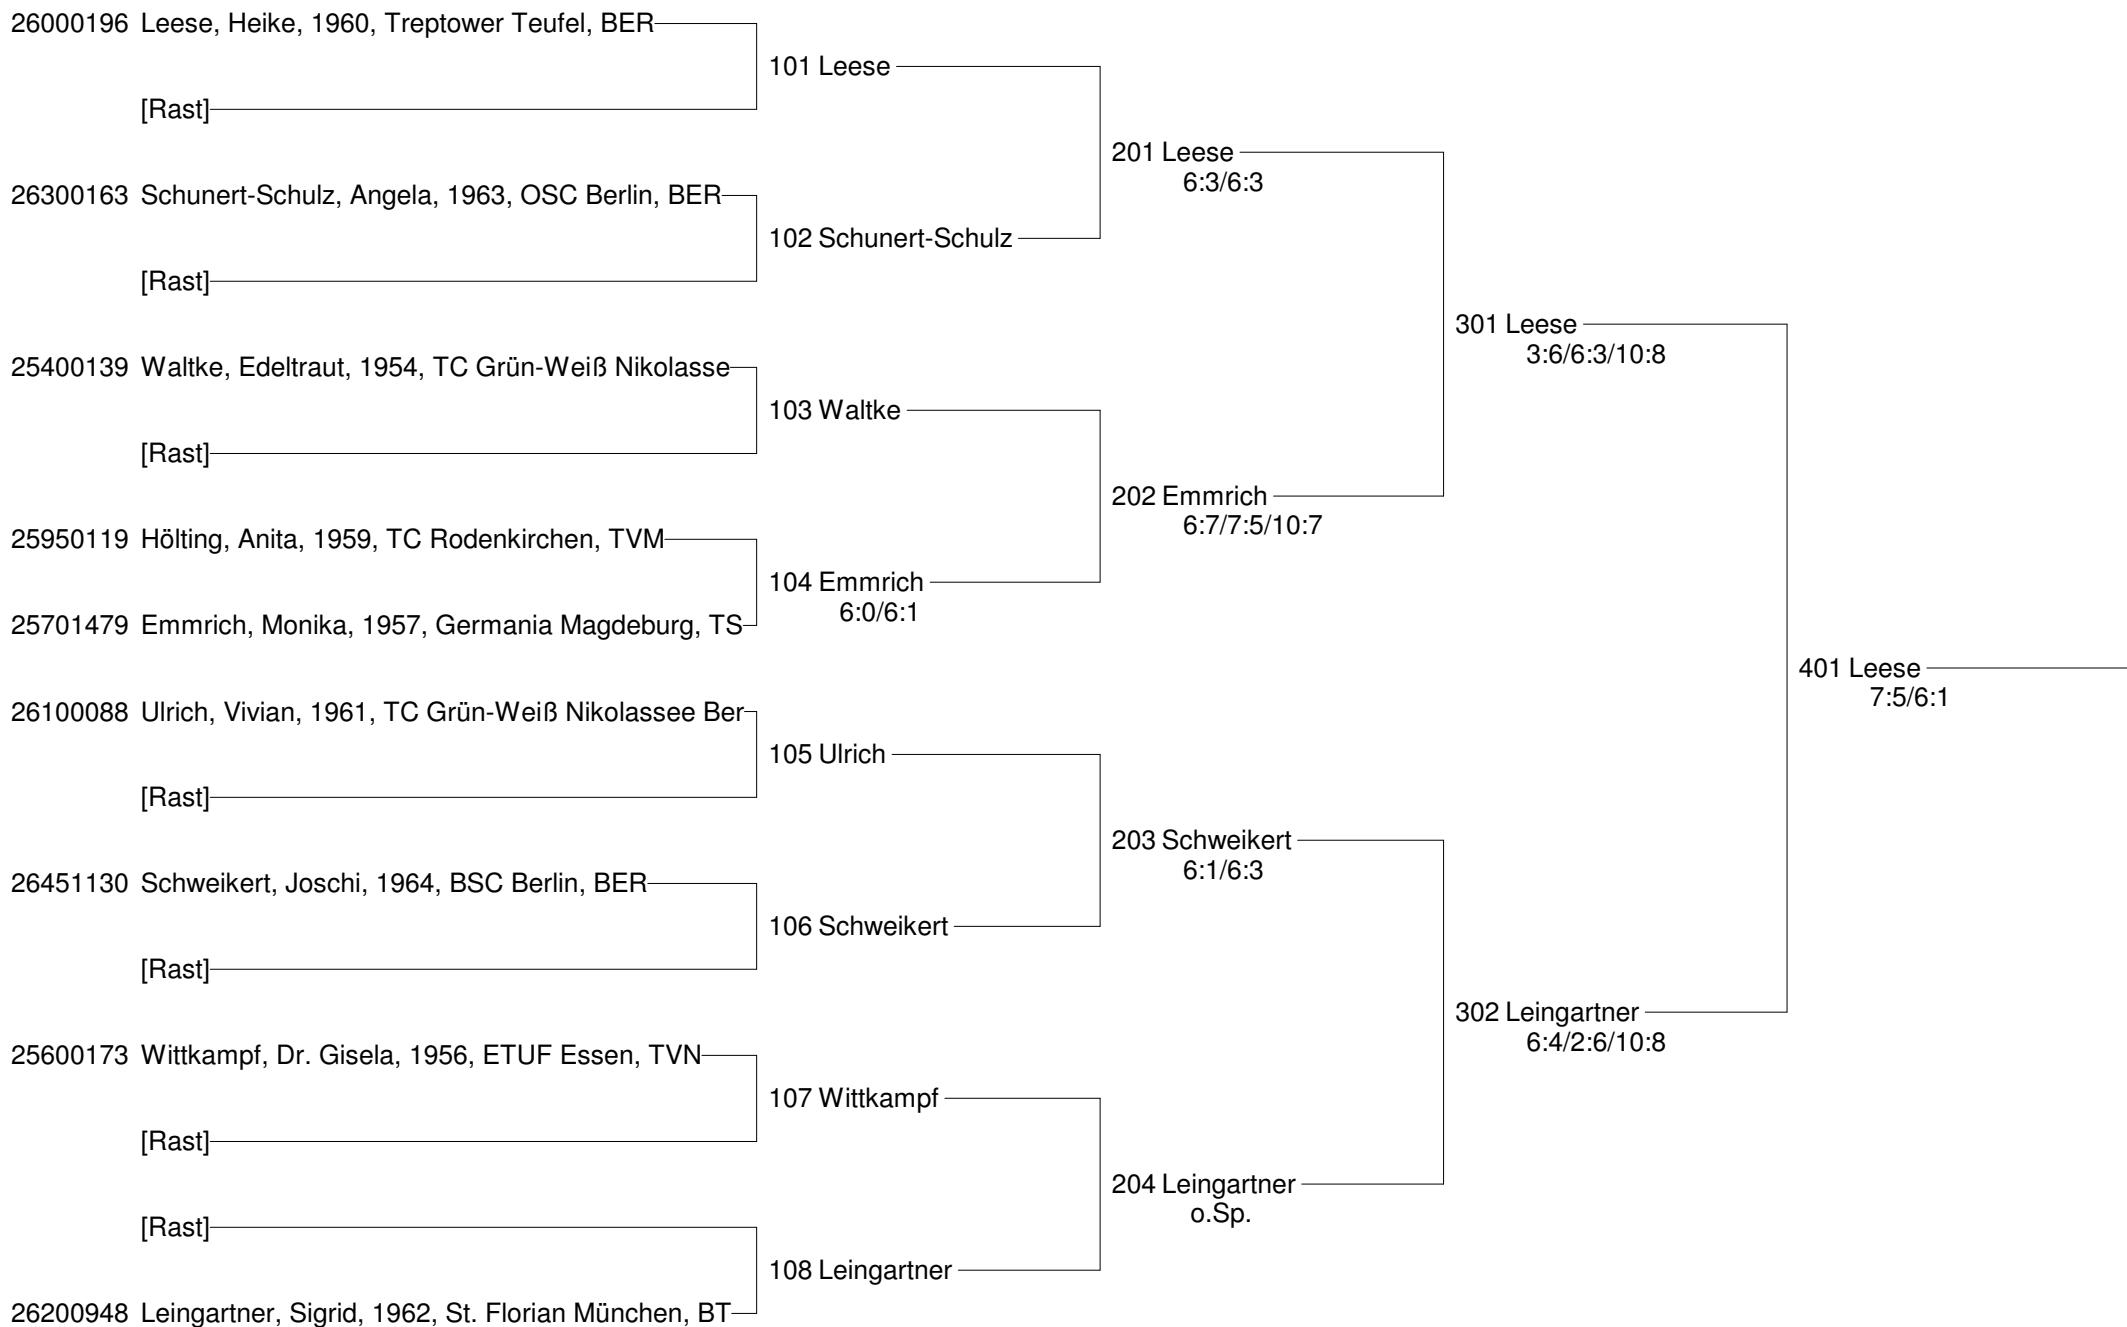 26000196 Leese, Heike, 1960, Treptower Teufel, BER
[Rast]
26300163 Schunert-Schulz, Angela, 1963, OSC Berlin, BER
[Rast]
25400139 Waltke, Edeltraut, 1954, TC Grün-Weiß Nikolasse
[Rast]
25950119 Hölting, Anita, 1959, TC Rodenkirchen, TVM
25701479 Emmrich, Monika, 1957, Germania Magdeburg, TS
26100088 Ulrich, Vivian, 1961, TC Grün-Weiß Nikolassee Ber
[Rast]
26451130 Schweikert, Joschi, 1964, BSC Berlin, BER
[Rast]
25600173 Wittkampf, Dr. Gisela, 1956, ETUF Essen, TVN
[Rast]
[Rast]
26200948 Leingartner, Sigrid, 1962, St. Florian München, BT
101 Leese
102 Schunert-Schulz
103 Waltke
104 Emmrich
6:0/6:1
105 Ulrich
106 Schweikert
107 Wittkampf
108 Leingartner
201 Leese
6:3/6:3
202 Emmrich
6:7/7:5/10:7
203 Schweikert
6:1/6:3
204 Leingartner
o.Sp.
301 Leese
3:6/6:3/10:8
302 Leingartner
6:4/2:6/10:8
401 Leese
7:5/6:1